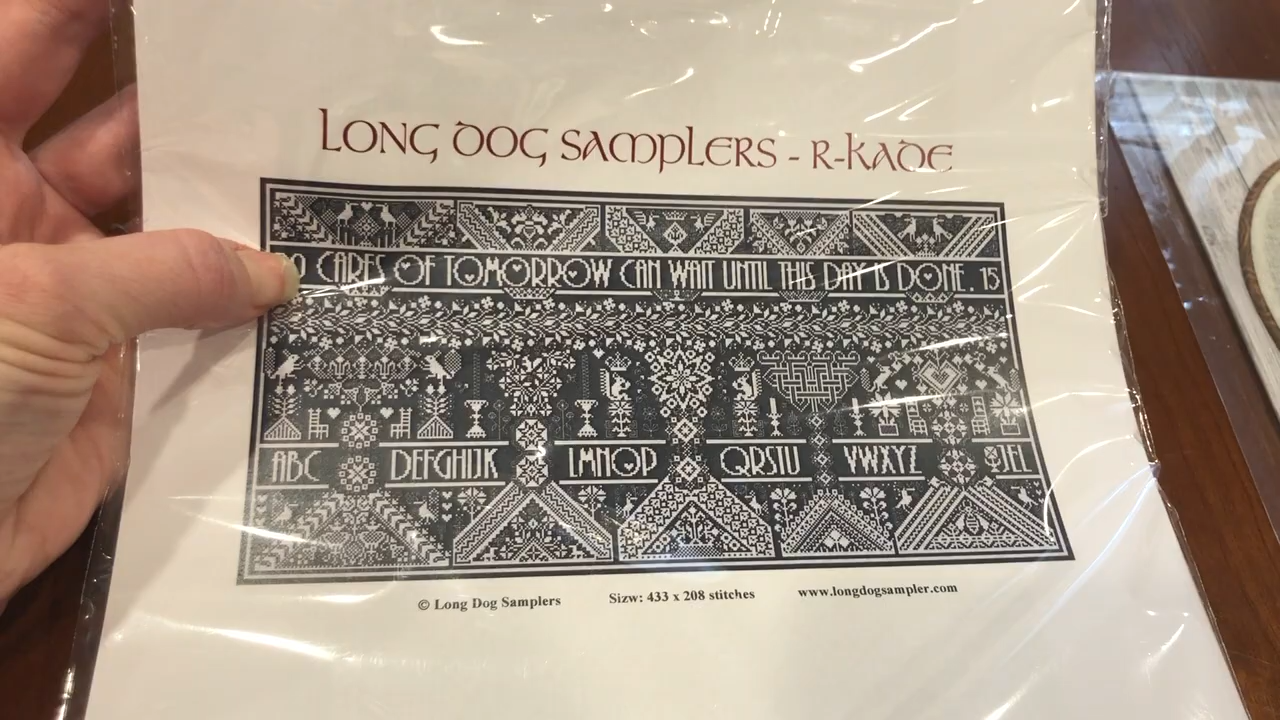 LONG DOG SAMPLERS - R-KADE
CARES OF TOMORROW CAN WAIT UNTIL THIS DAY IS DONE. 15
ABC DEFGHIJK LMNOP QRSTU VWXYZ JEL
© Long Dog Samplers Sizw: 433 x 208 stitches www.longdogsampler.com